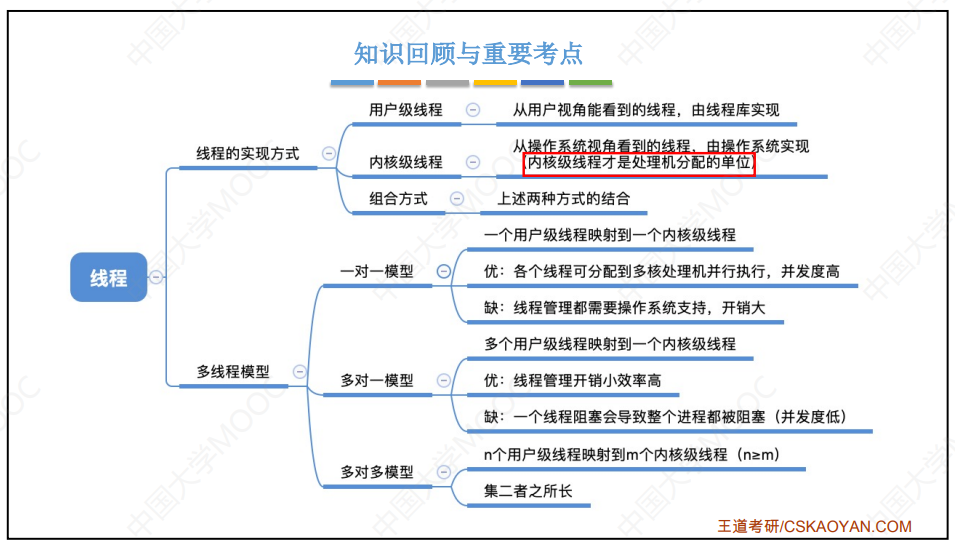 知识回顾与重要考点
线程
线程的实现方式
用户级线程
从用户视角能看到的线程，由线程库实现
内核级线程
从操作系统视角看到的线程，由操作系统实现
（内核级线程才是处理机分配的单位）
组合方式
上述两种方式的结合
多线程模型
一对一模型
一个用户级线程映射到一个内核级线程
优：各个线程可分配到多核处理机并行执行，并发度高
缺：线程管理都需要操作系统支持，开销大
多对一模型
多个用户级线程映射到一个内核级线程
优：线程管理开销小效率高
缺：一个线程阻塞会导致整个进程都被阻塞（并发度低）
多对多模型
n个用户级线程映射到m个内核级线程（n≥m）
集二者之所长
王道考研/CSKAOYAN.COM
中国大学MOOC